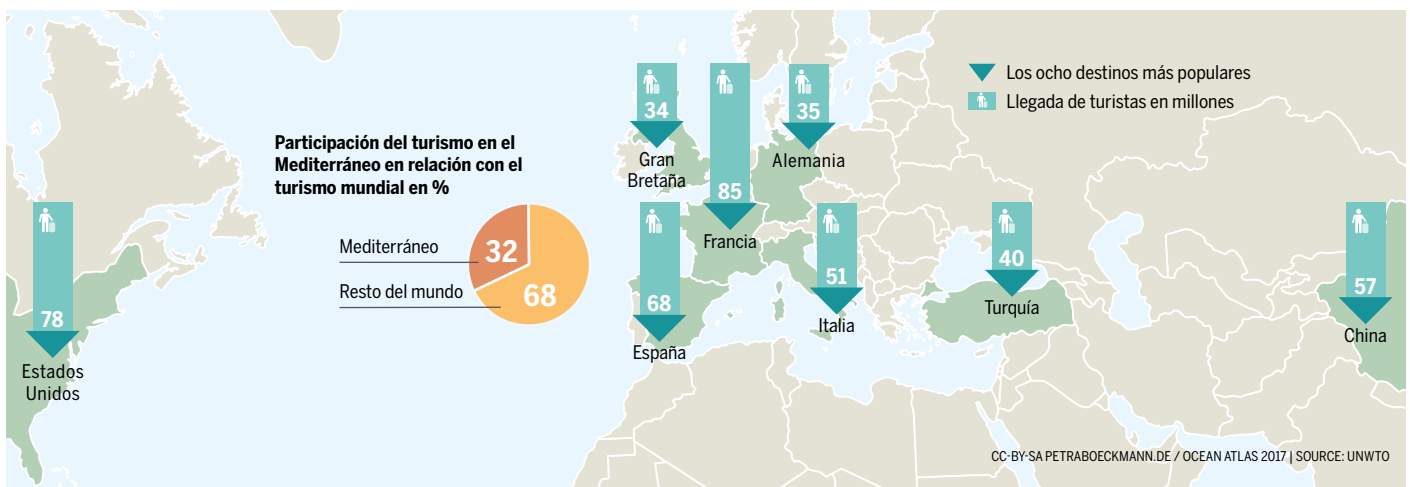 Los ocho destinos más populares
Llegada de turistas en millones
Participación del turismo en el
Mediterráneo en relación con el
turismo mundial en %
Mediterráneo
32
Resto del mundo
68
78
Estados
Unidos
34
Gran
Bretaña
85
Francia
35
Alemania
68
España
51
Italia
40
Turquía
57
China
CC-BY-SA PETRABOECKMANN.DE / OCEAN ATLAS 2017 | SOURCE: UNWTO